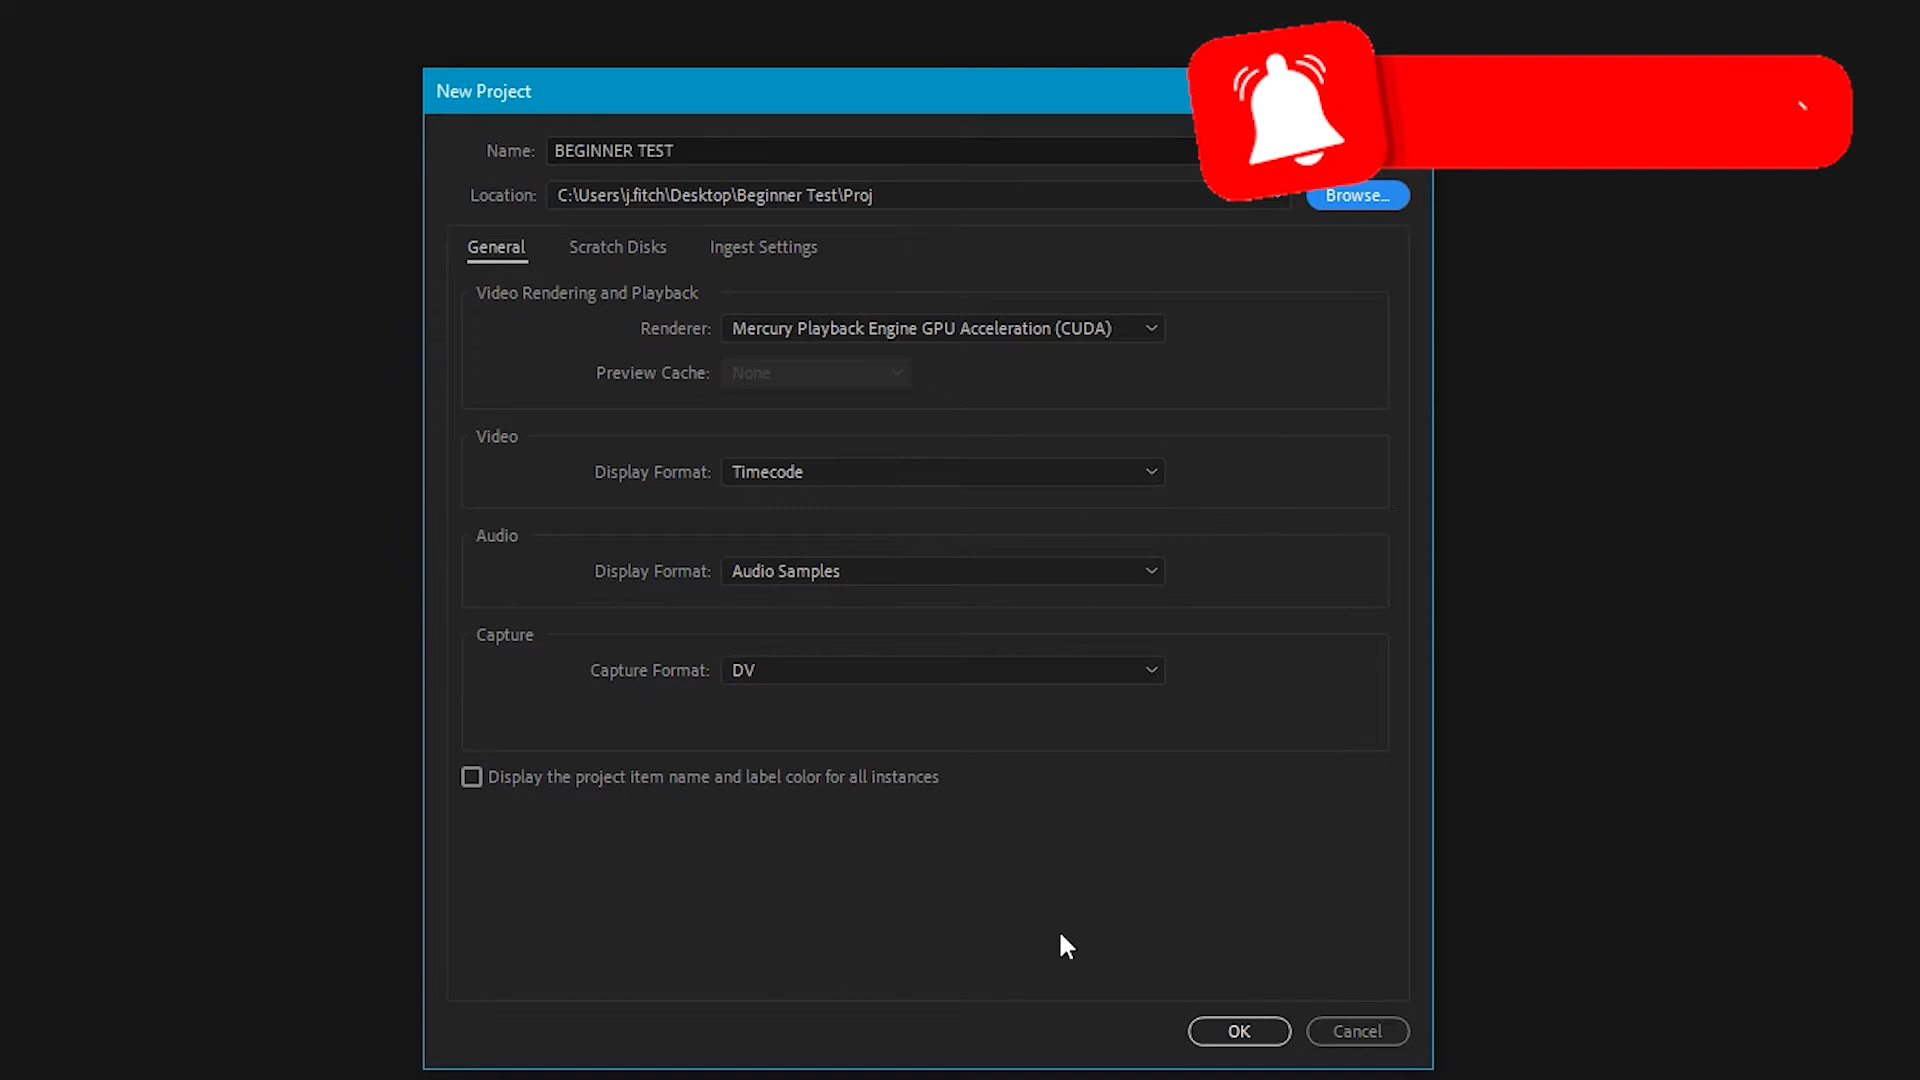 New Project
Name: BEGINNER TEST
Location: C:\Users\j.fitch\Desktop\Beginner Test\Proj Browse...
General Scratch Disks Ingest Settings
Video Rendering and Playback
Renderer: Mercury Playback Engine GPU Acceleration (CUDA)
Preview Cache: None
Video
Display Format: Timecode
Audio
Display Format: Audio Samples
Capture
Capture Format: DV
Display the project item name and label color for all instances
OK Cancel